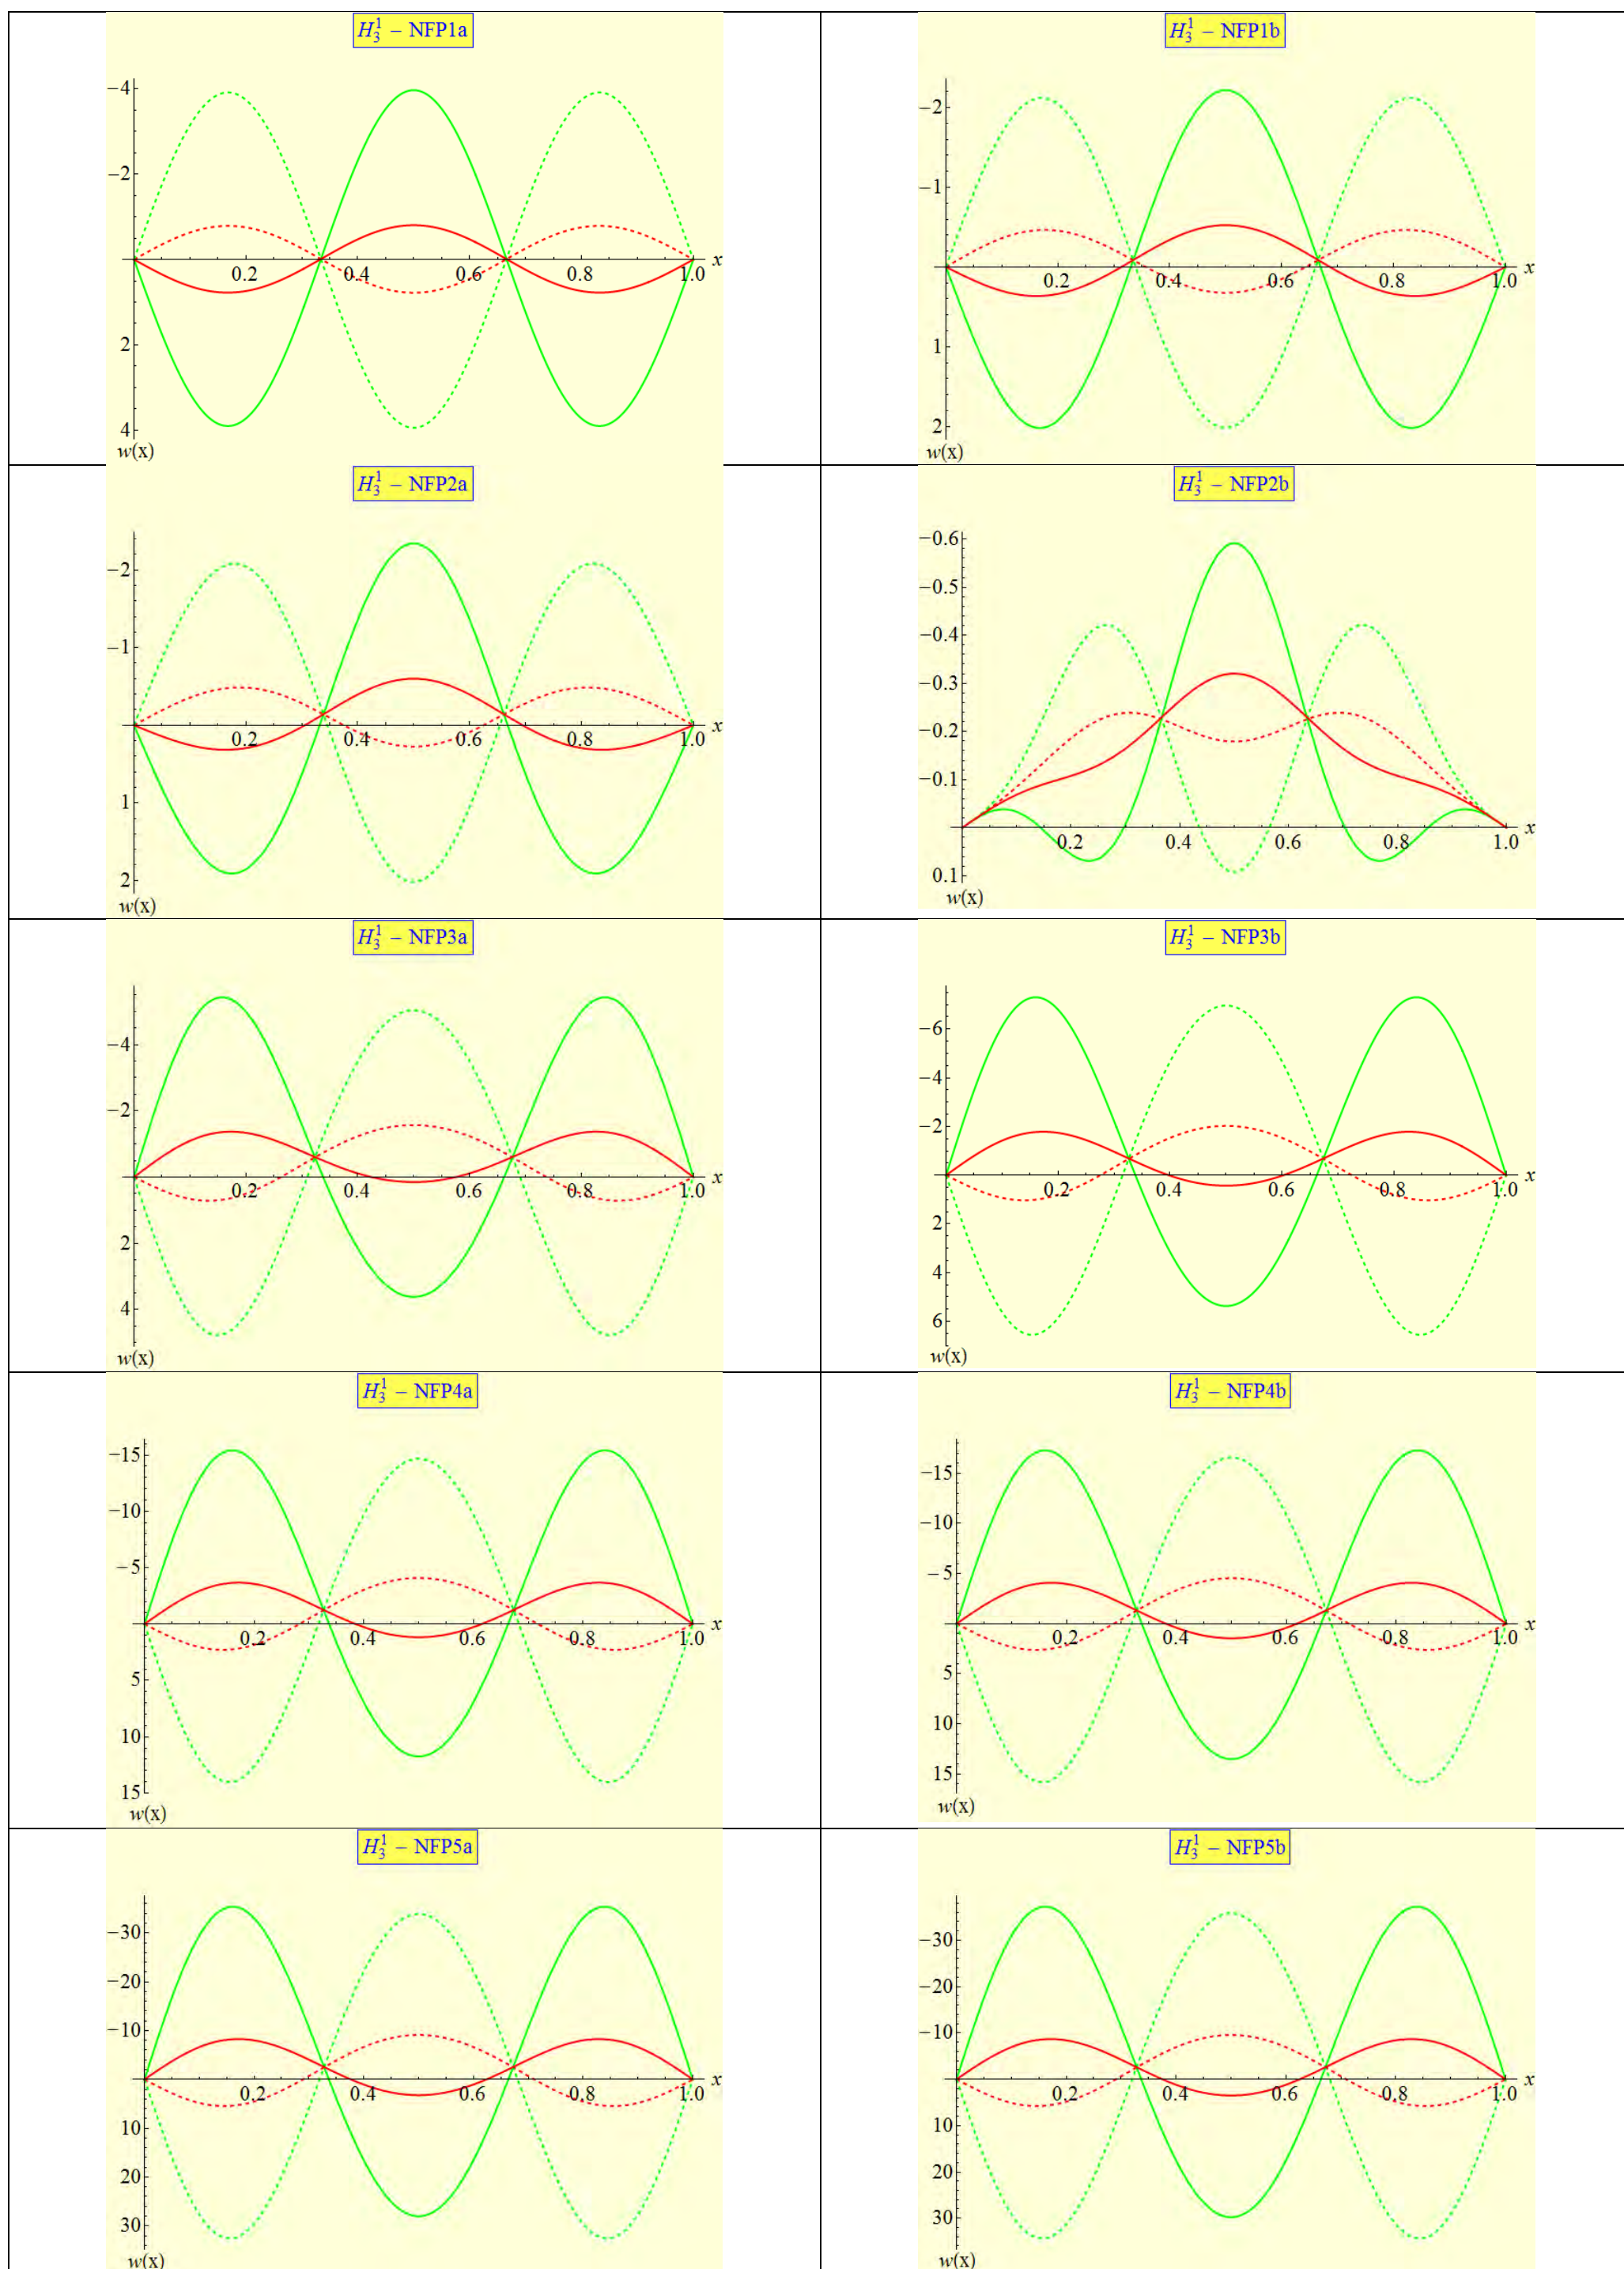 H₃¹ – NFP1a
−4
−2
0.2 0.4 0.6 0.8 1.0 x
2
4
w(x)
H₃¹ – NFP1b
−2
−1
0.2 0.4 0.6 0.8 1.0 x
1
2
w(x)
H₃¹ – NFP2a
−2
−1
0.2 0.4 0.6 0.8 1.0 x
1
2
w(x)
H₃¹ – NFP2b
−0.6
−0.5
−0.4
−0.3
−0.2
−0.1
0.2 0.4 0.6 0.8 1.0 x
0.1
w(x)
H₃¹ – NFP3a
−4
−2
0.2 0.4 0.6 0.8 1.0 x
2
4
w(x)
H₃¹ – NFP3b
−6
−4
−2
0.2 0.4 0.6 0.8 1.0 x
2
4
6
w(x)
H₃¹ – NFP4a
−15
−10
−5
0.2 0.4 0.6 0.8 1.0 x
5
10
15
w(x)
H₃¹ – NFP4b
−15
−10
−5
0.2 0.4 0.6 0.8 1.0 x
5
10
15
w(x)
H₃¹ – NFP5a
−30
−20
−10
0.2 0.4 0.6 0.8 1.0 x
10
20
30
w(x)
H₃¹ – NFP5b
−30
−20
−10
0.2 0.4 0.6 0.8 1.0 x
10
20
30
w(x)